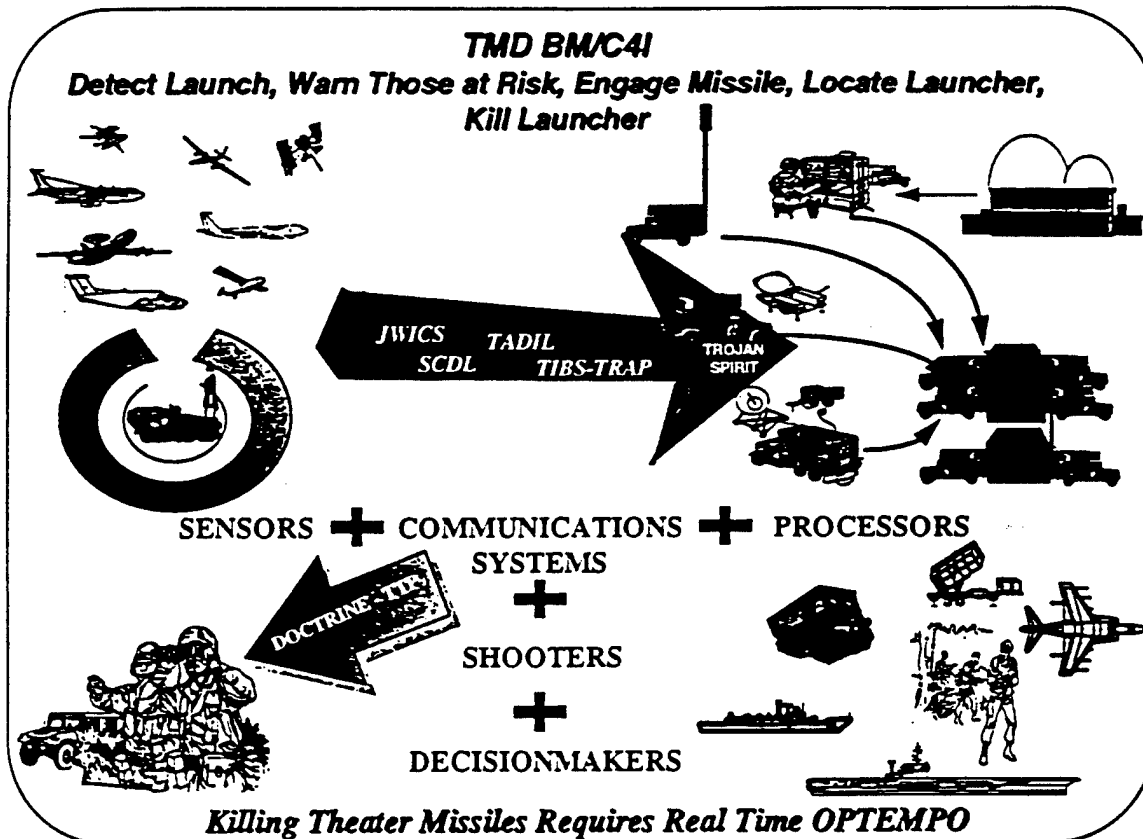 TMD BM/C4I
Detect Launch, Warn Those at Risk, Engage Missile, Locate Launcher,
Kill Launcher
JWICS TADIL
SCDL TIBS-TRAP
TROJAN
SPIRIT
SENSORS + COMMUNICATIONS + PROCESSORS
SYSTEMS
+
DOCTRINE
SHOOTERS
+
DECISIONMAKERS
Killing Theater Missiles Requires Real Time OPTEMPO